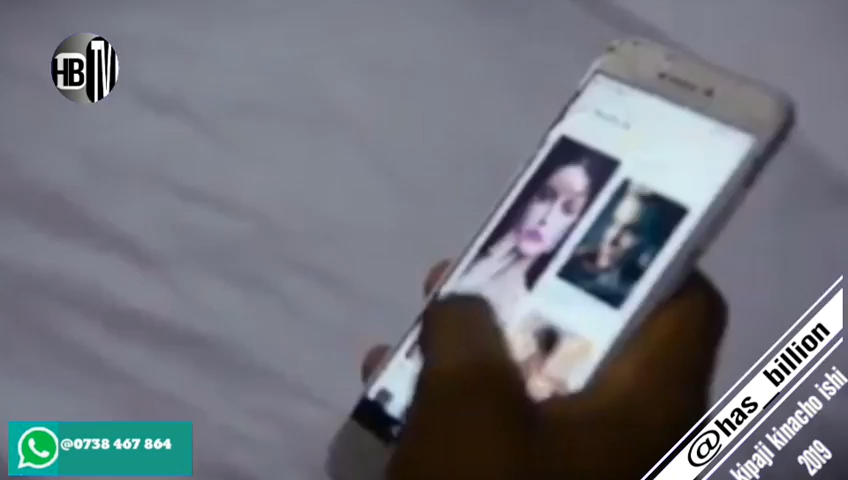 HB TV
@has_billion
kipaji kinacho ishi
2019
@0738 467 864